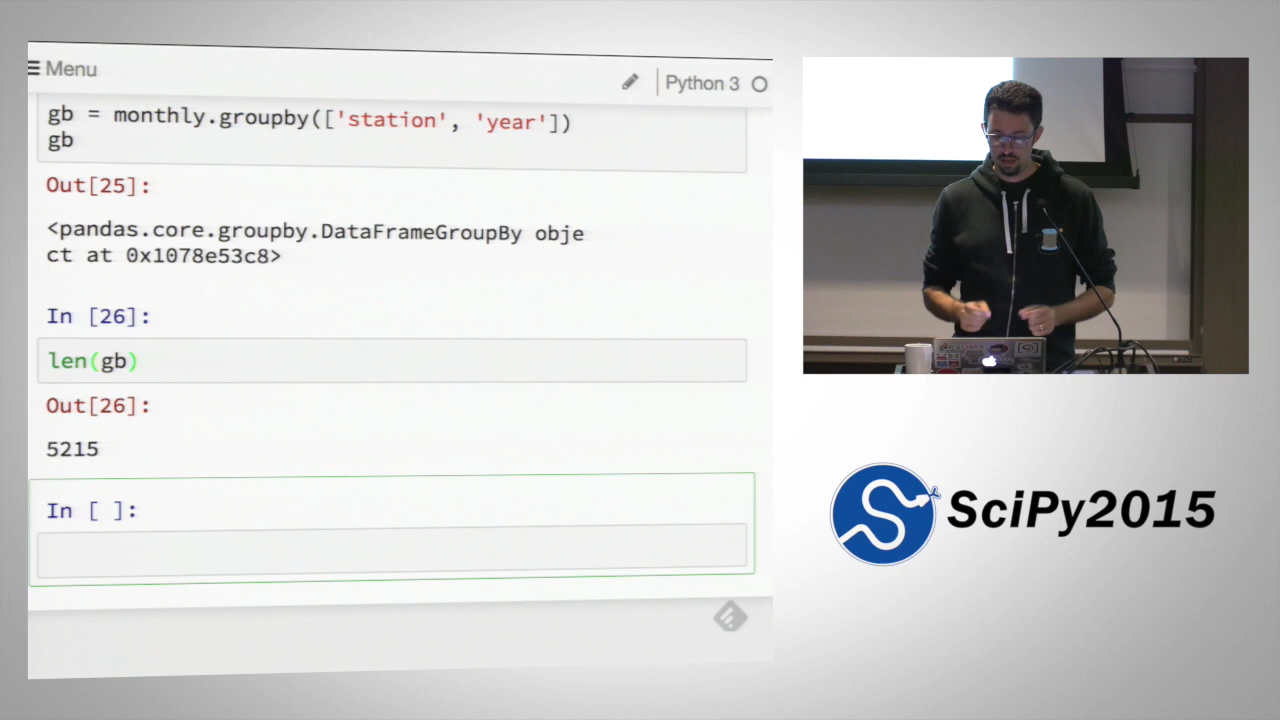 Menu
Python 3
gb = monthly.groupby(['station', 'year'])
gb
Out[25]:
<pandas.core.groupby.DataFrameGroupBy obje
ct at 0x1078e53c8>
In [26]:
len(gb)
Out[26]:
5215
In [ ]:
SciPy2015